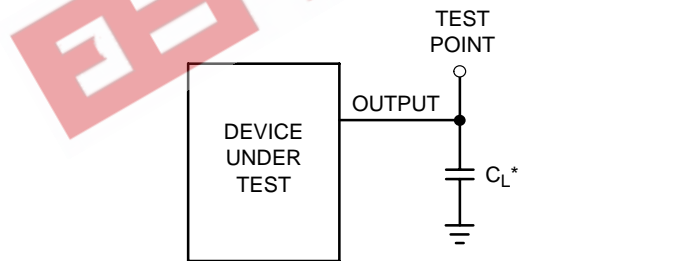 TEST
POINT
OUTPUT
DEVICE
UNDER
TEST
CL*